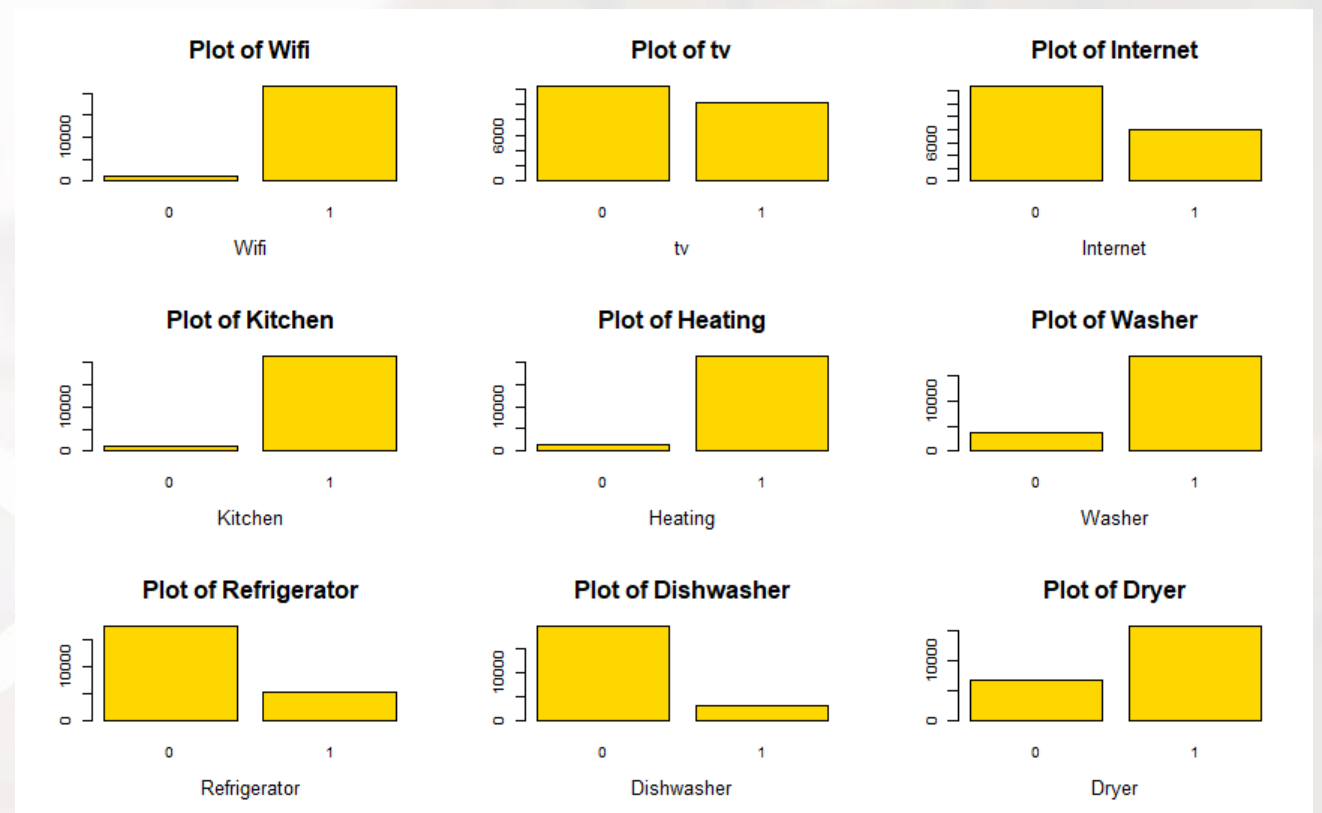 Plot of Wifi
10000
0
0 1
Wifi
Plot of tv
6000
0
0 1
tv
Plot of Internet
6000
0
0 1
Internet
Plot of Kitchen
10000
0
0 1
Kitchen
Plot of Heating
10000
0
0 1
Heating
Plot of Washer
10000
0
0 1
Washer
Plot of Refrigerator
10000
0
0 1
Refrigerator
Plot of Dishwasher
10000
0
0 1
Dishwasher
Plot of Dryer
10000
0
0 1
Dryer